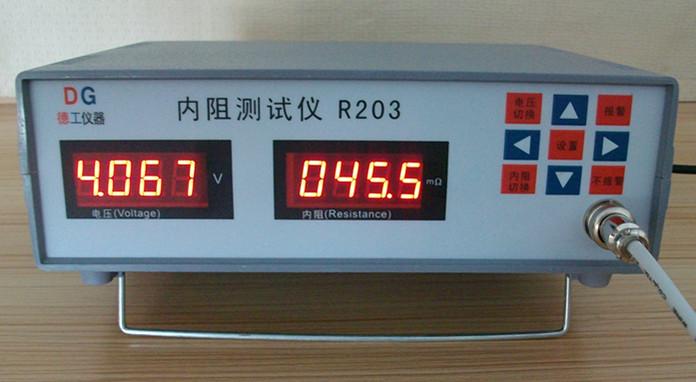 DG
德工仪器
内阻测试仪 R203
4.067 V
电压(Voltage)
045.5 mΩ
内阻(Resistance)
电压
切换
报警
设置
内阻
切换
不报警